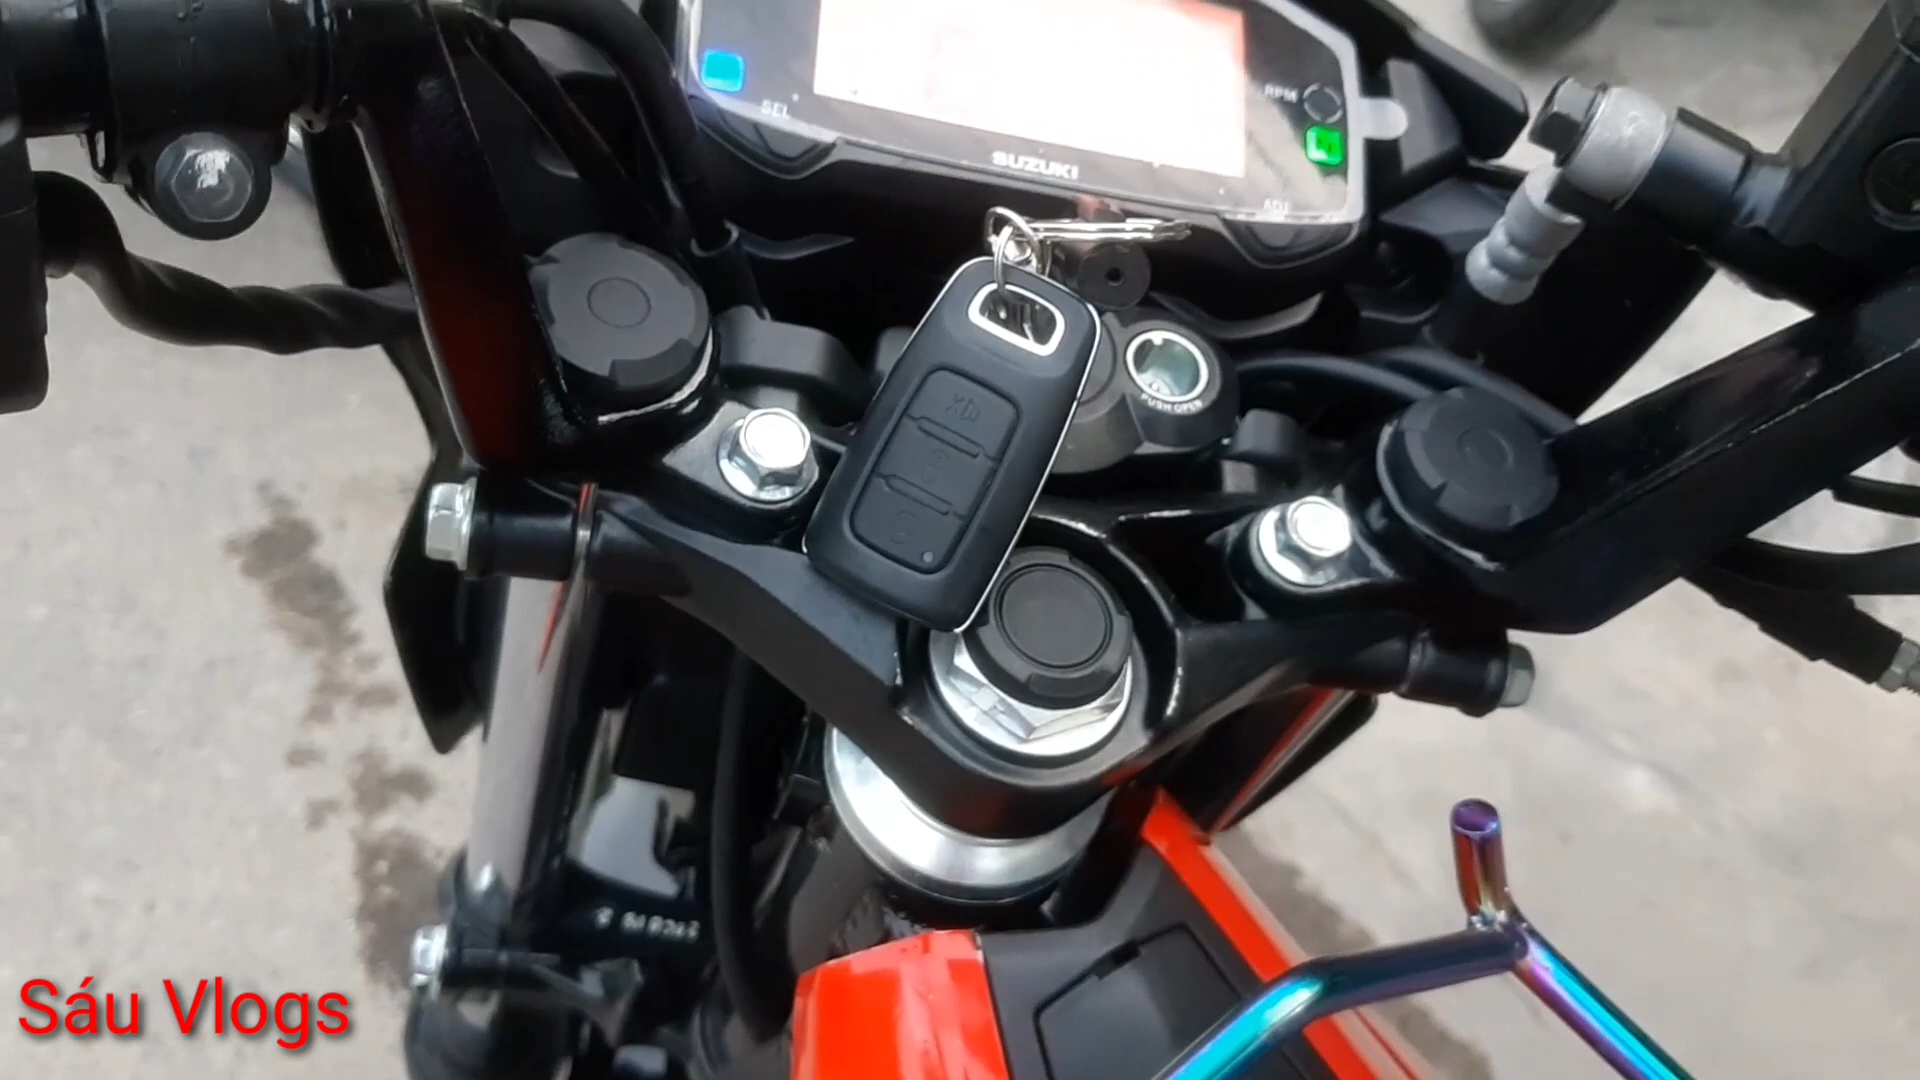 SEL
RPM
SUZUKI
ADJ
PUSH OPEN
Sáu Vlogs